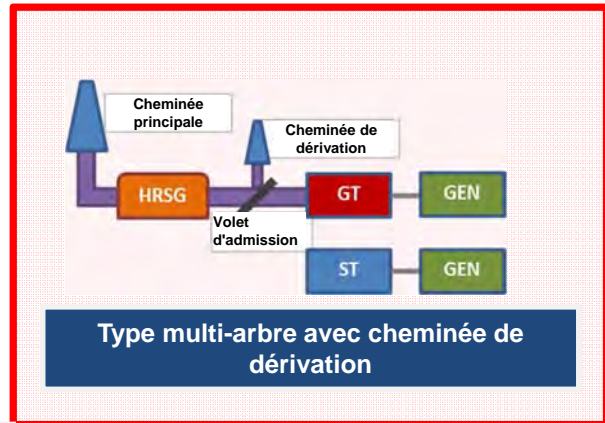 Cheminée
principale
Cheminée de
dérivation
HRSG
GT
GEN
Volet
d'admission
ST
GEN
Type multi-arbre avec cheminée de
dérivation